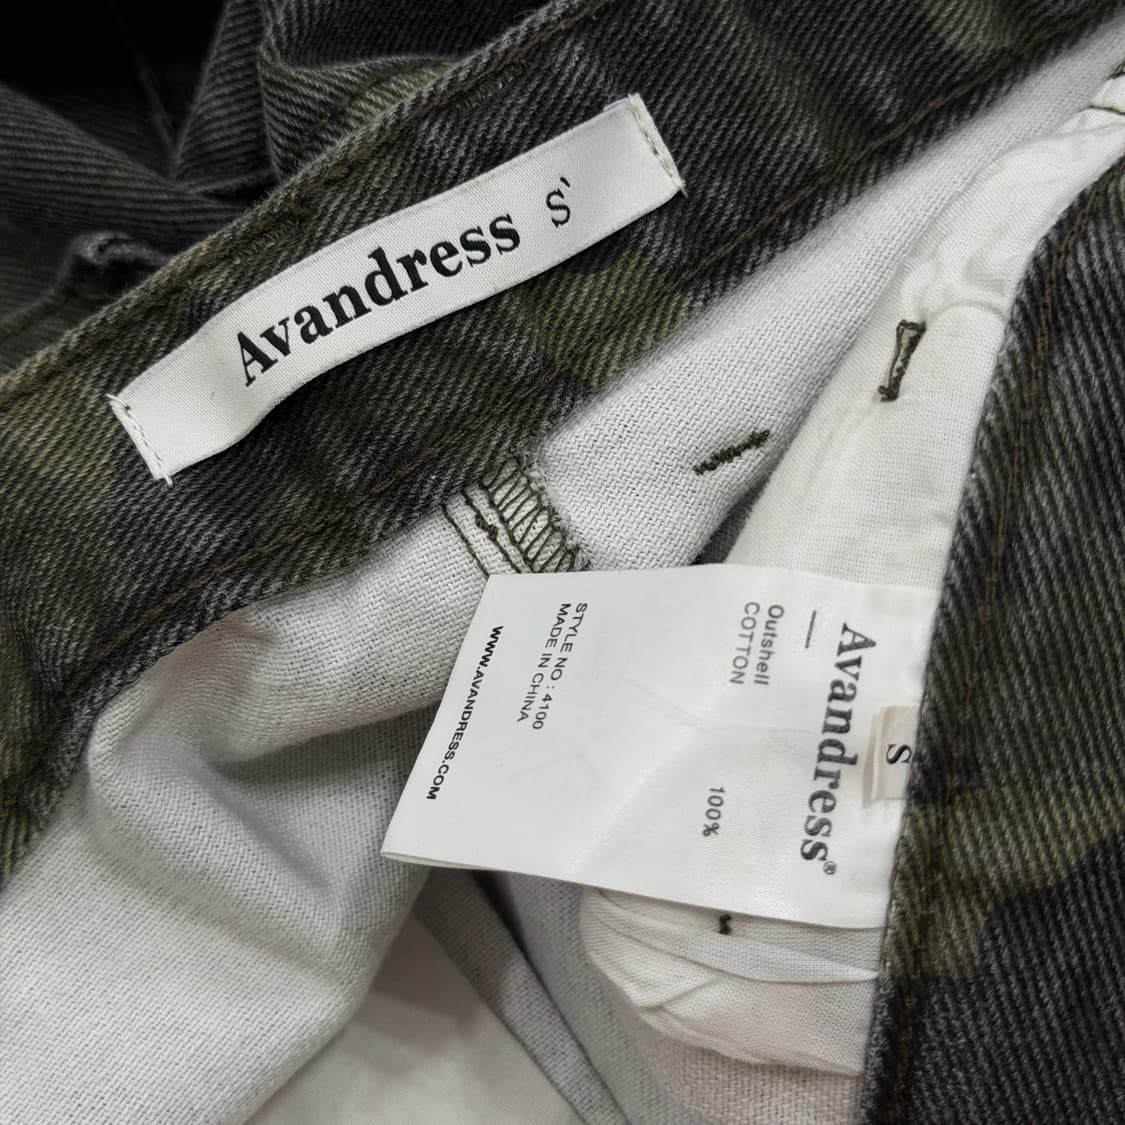 Avandress S
Avandress®
S
Outshell
COTTON 100%
STYLE NO : 4100
MADE IN CHINA
WWW.AVANDRESS.COM